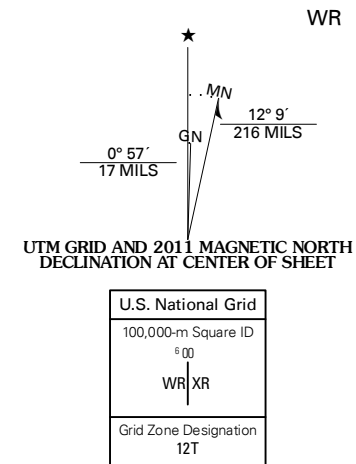 WR
★
MN
12° 9´
216 MILS
GN
0° 57´
17 MILS
UTM GRID AND 2011 MAGNETIC NORTH
DECLINATION AT CENTER OF SHEET
U.S. National Grid
100,000-m Square ID
6 00
WR XR
Grid Zone Designation
12T